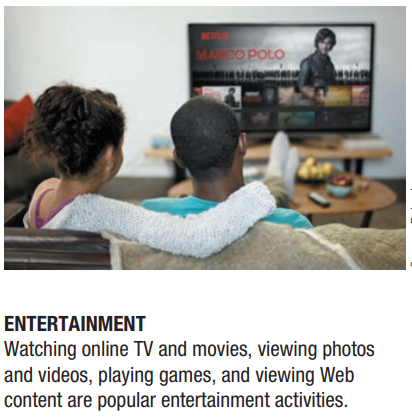 NETFLIX
MARCO POLO
ENTERTAINMENT
Watching online TV and movies, viewing photos
and videos, playing games, and viewing Web
content are popular entertainment activities.